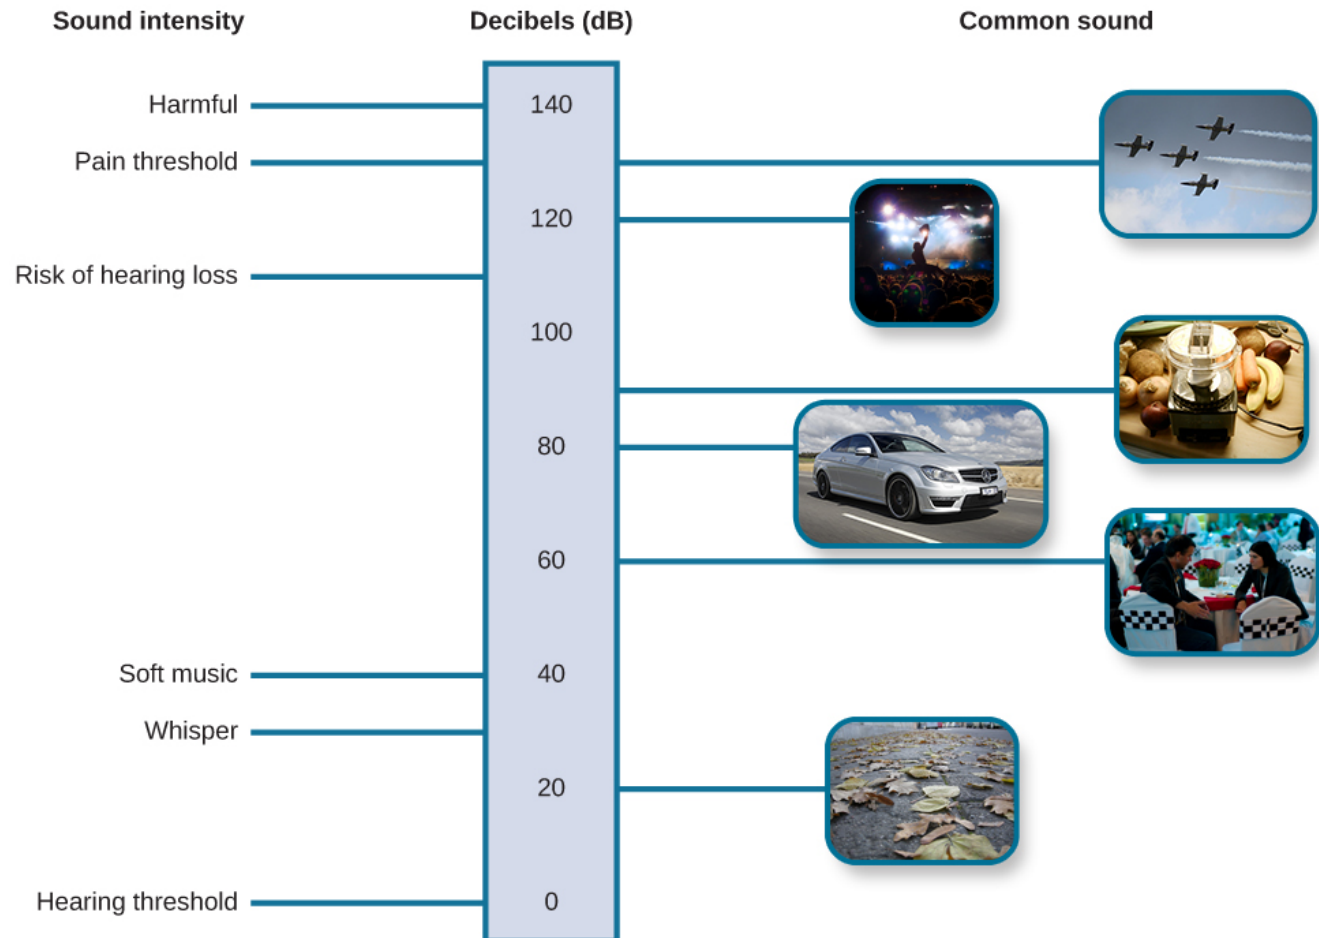 Sound intensity
Decibels (dB)
Common sound
Harmful
140
Pain threshold
120
Risk of hearing loss
100
80
60
Soft music
40
Whisper
20
Hearing threshold
0